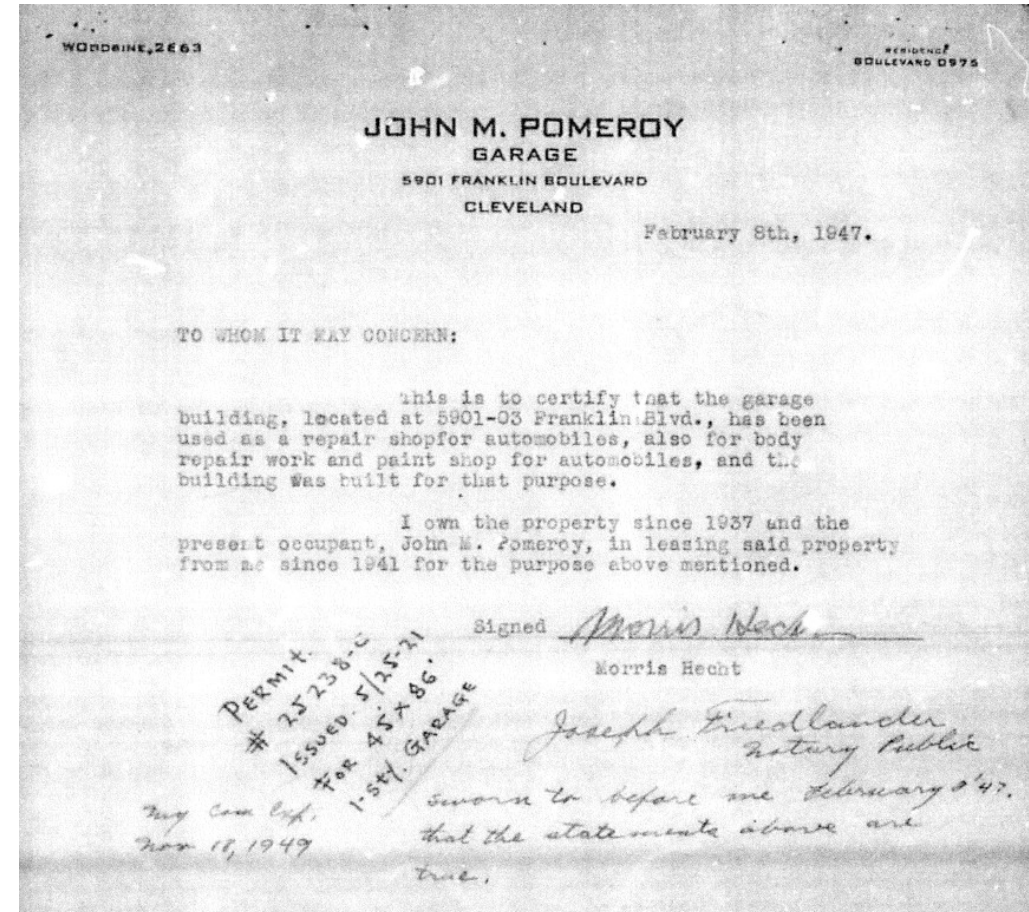 WOODBINE, 2663
RESIDENCE
BOULEVARD 0975
JOHN M. POMEROY
GARAGE
5901 FRANKLIN BOULEVARD
CLEVELAND
February 8th, 1947.
TO WHOM IT MAY CONCERN:
This is to certify that the garage
building, located at 5901-03 Franklin Blvd., has been
used as a repair shopfor automobiles, also for body
repair work and paint shop for automobiles, and the
building was built for that purpose.
I own the property since 1937 and the
present occupant, John M. Pomeroy, in leasing said property
from me since 1941 for the purpose above mentioned.
Signed Morris Hecht
Morris Hecht
PERMIT
# 25238-C
ISSUED. 5/25-21
FOR 45X86'
1-STY. GARAGE
Joseph Friedlander
Notary Public
sworn to before me February 8'47.
that the statements above are
true.
My Com Exp.
Nov 18, 1949